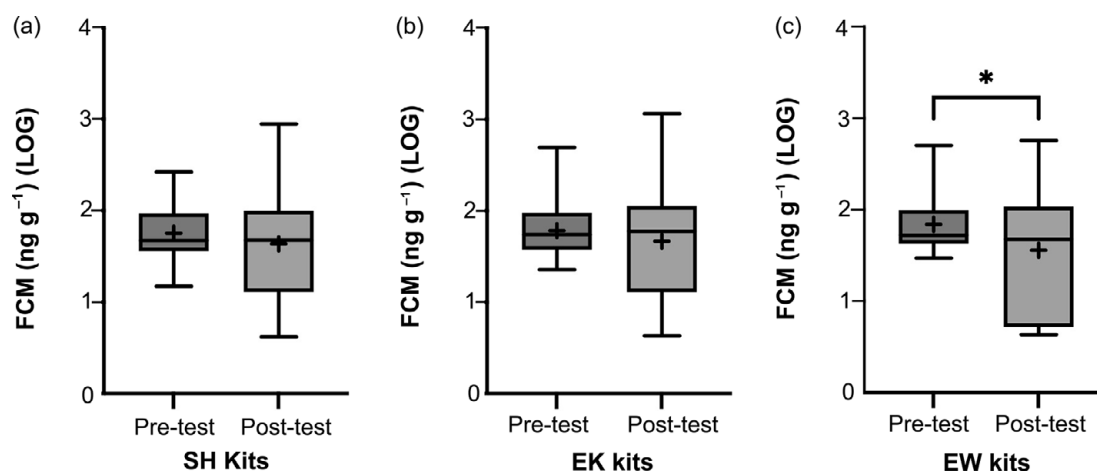 (a)
FCM (ng g⁻¹) (LOG)
4
3
2
1
0
Pre-test Post-test
SH Kits
(b)
FCM (ng g⁻¹) (LOG)
4
3
2
1
0
Pre-test Post-test
EK kits
(c)
FCM (ng g⁻¹) (LOG)
4
3
2
1
0
*
Pre-test Post-test
EW kits